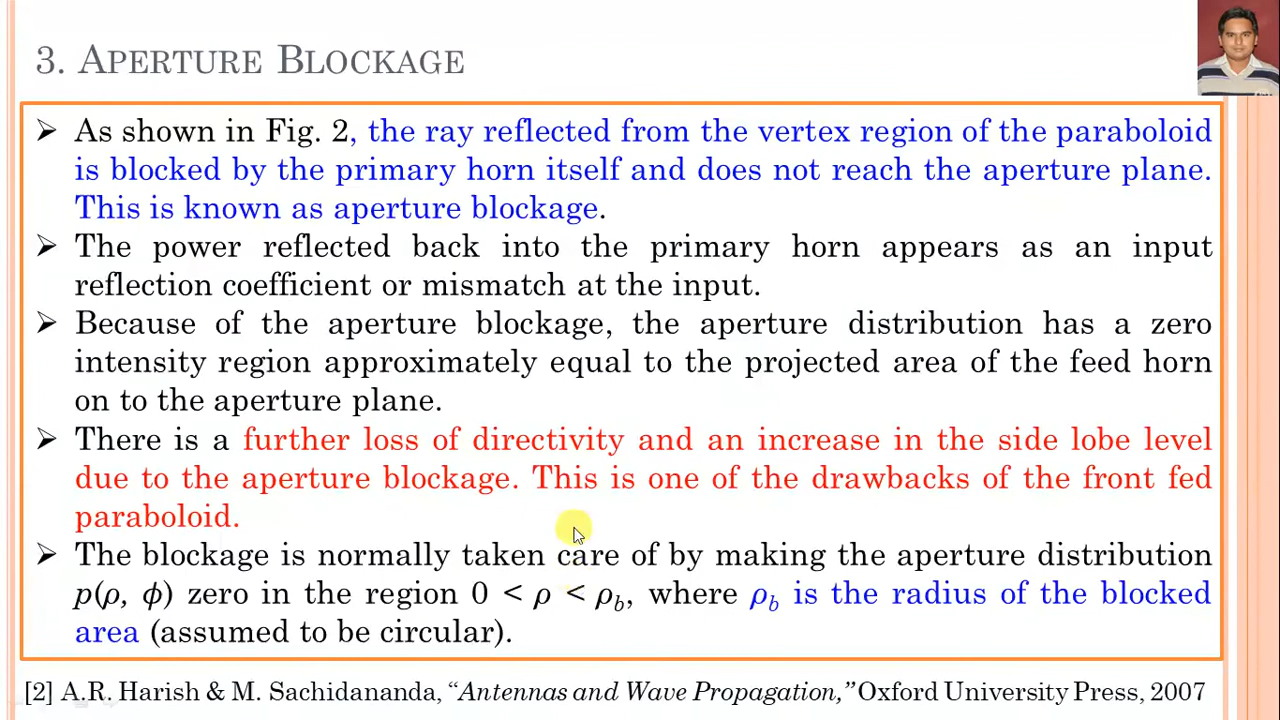 3. APERTURE BLOCKAGE
➢ As shown in Fig. 2, the ray reflected from the vertex region of the paraboloid
is blocked by the primary horn itself and does not reach the aperture plane.
This is known as aperture blockage.
➢ The power reflected back into the primary horn appears as an input
reflection coefficient or mismatch at the input.
➢ Because of the aperture blockage, the aperture distribution has a zero
intensity region approximately equal to the projected area of the feed horn
on to the aperture plane.
➢ There is a further loss of directivity and an increase in the side lobe level
due to the aperture blockage. This is one of the drawbacks of the front fed
paraboloid.
➢ The blockage is normally taken care of by making the aperture distribution
p(ρ, ϕ) zero in the region 0 < ρ < ρb, where ρb is the radius of the blocked
area (assumed to be circular).
[2] A.R. Harish & M. Sachidananda, “Antennas and Wave Propagation,” Oxford University Press, 2007